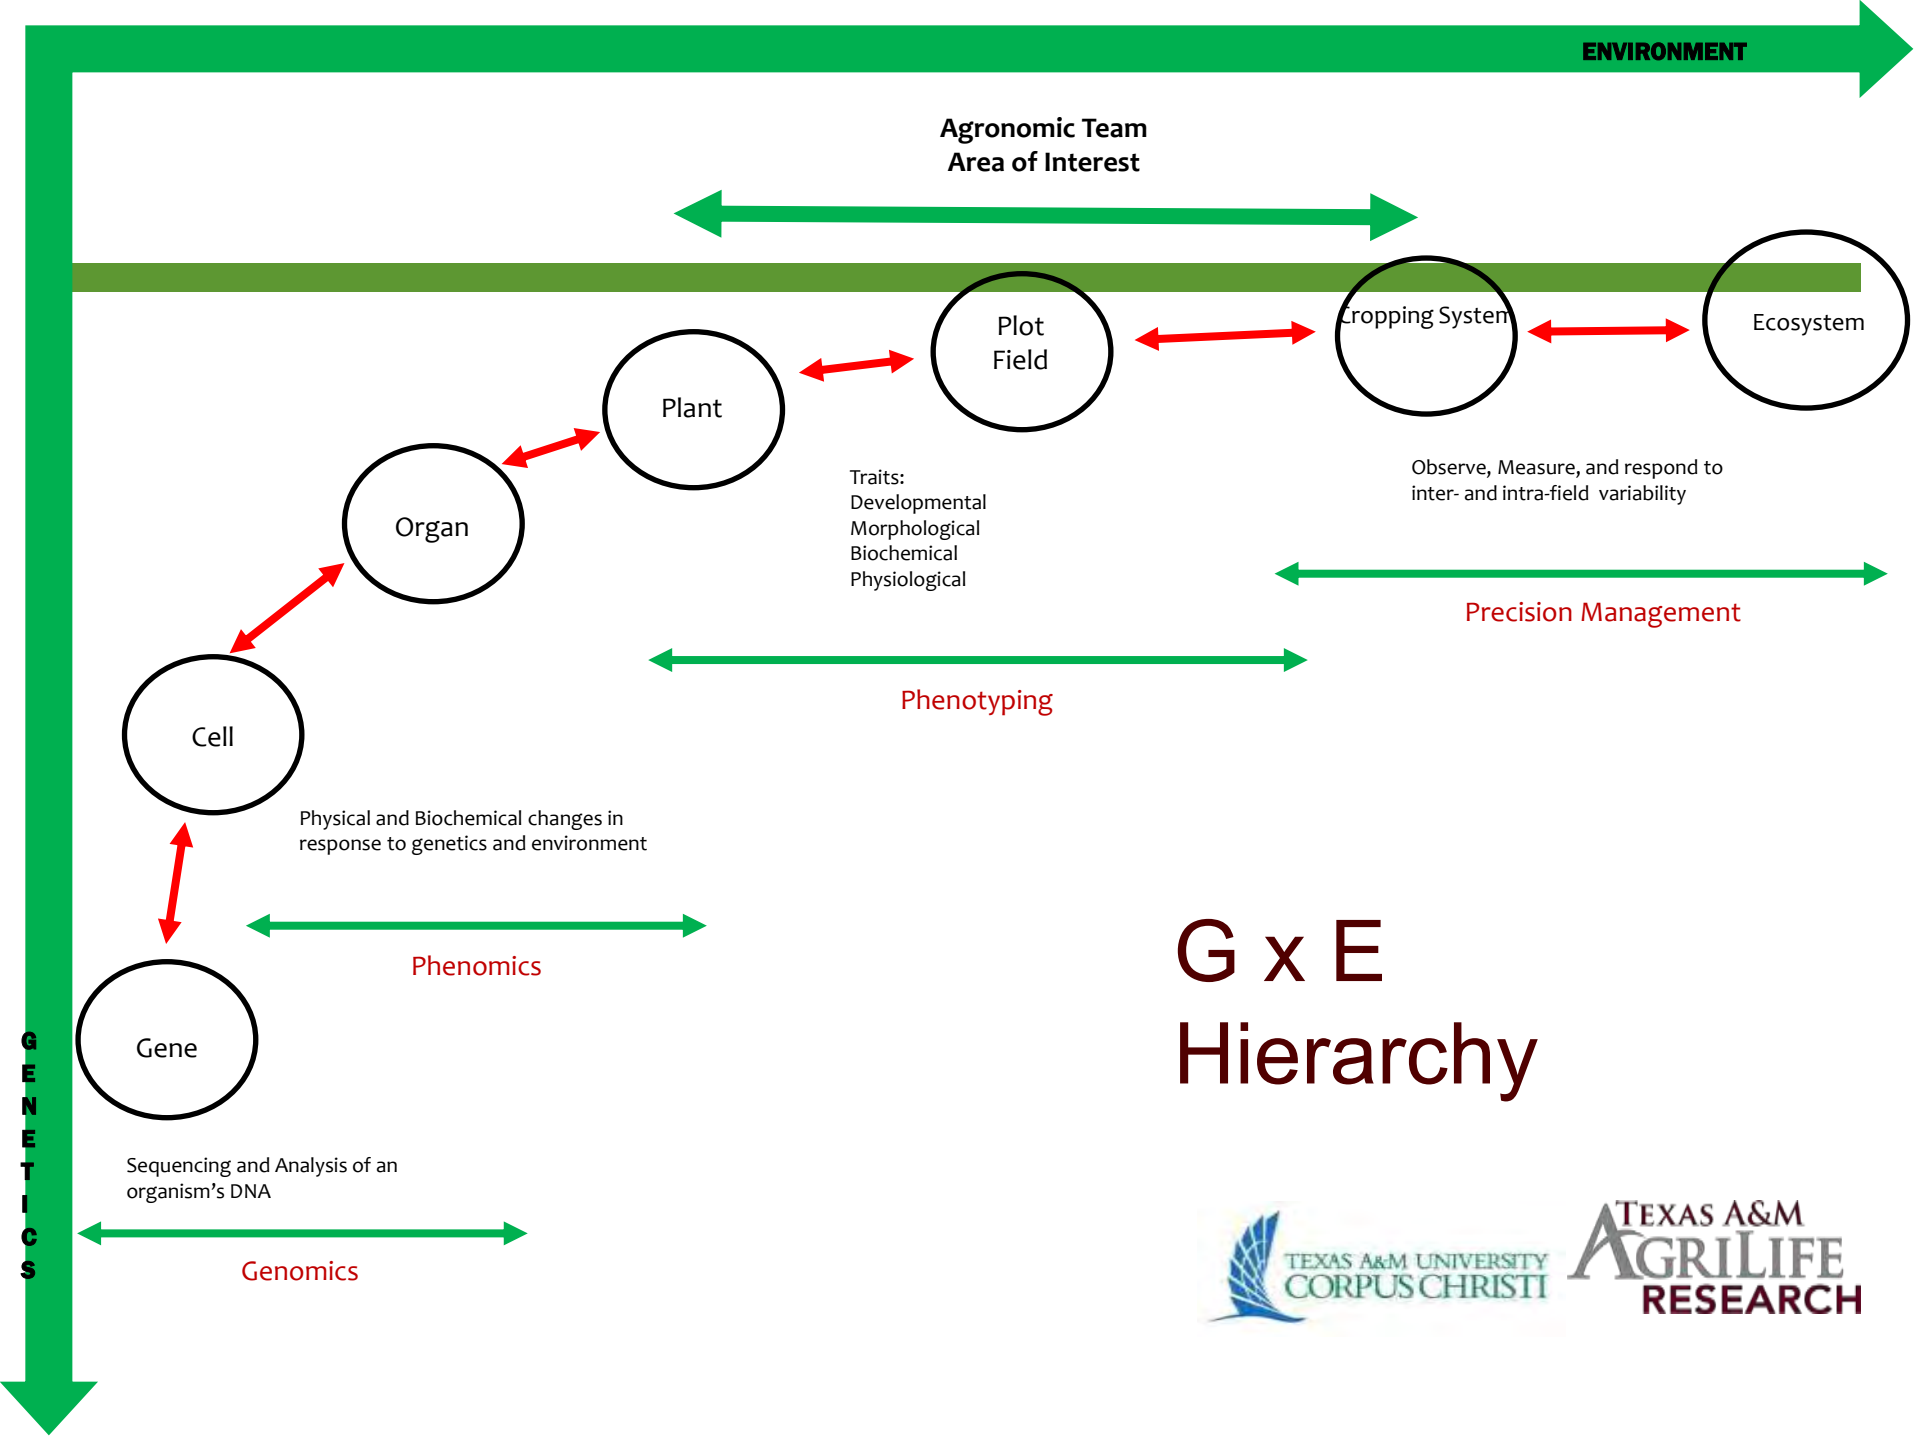 ENVIRONMENT
Agronomic Team
Area of Interest
Plot
Field
Cropping System
Ecosystem
Plant
Organ
Traits:
Developmental
Morphological
Biochemical
Physiological
Observe, Measure, and respond to
inter- and intra-field variability
Precision Management
Phenotyping
Cell
Physical and Biochemical changes in
response to genetics and environment
Phenomics
G x E
Hierarchy
Gene
GENETICS
Sequencing and Analysis of an
organism's DNA
Genomics
TEXAS A&M UNIVERSITY
CORPUS CHRISTI
TEXAS A&M
AGRILIFE
RESEARCH